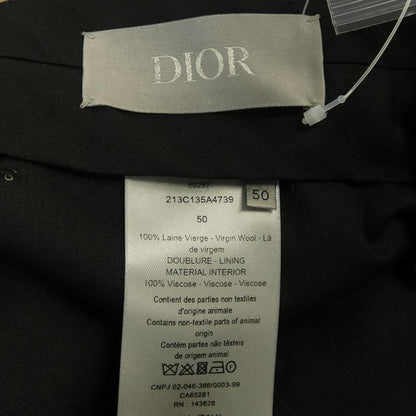 DIOR
69287
213C135A4739
50
50
100% Laine Vierge - Virgin Wool - Lã
de virgem
DOUBLURE - LINING
MATERIAL INTERIOR
100% Viscose - Viscose - Viscose
Contient des parties non textiles
d'origine animale
Contains non-textile parts of animal
origin
Contém partes não têxteis
de origem animal
CNPJ 02-046-366/0003-99
CA65281
RN : 143628